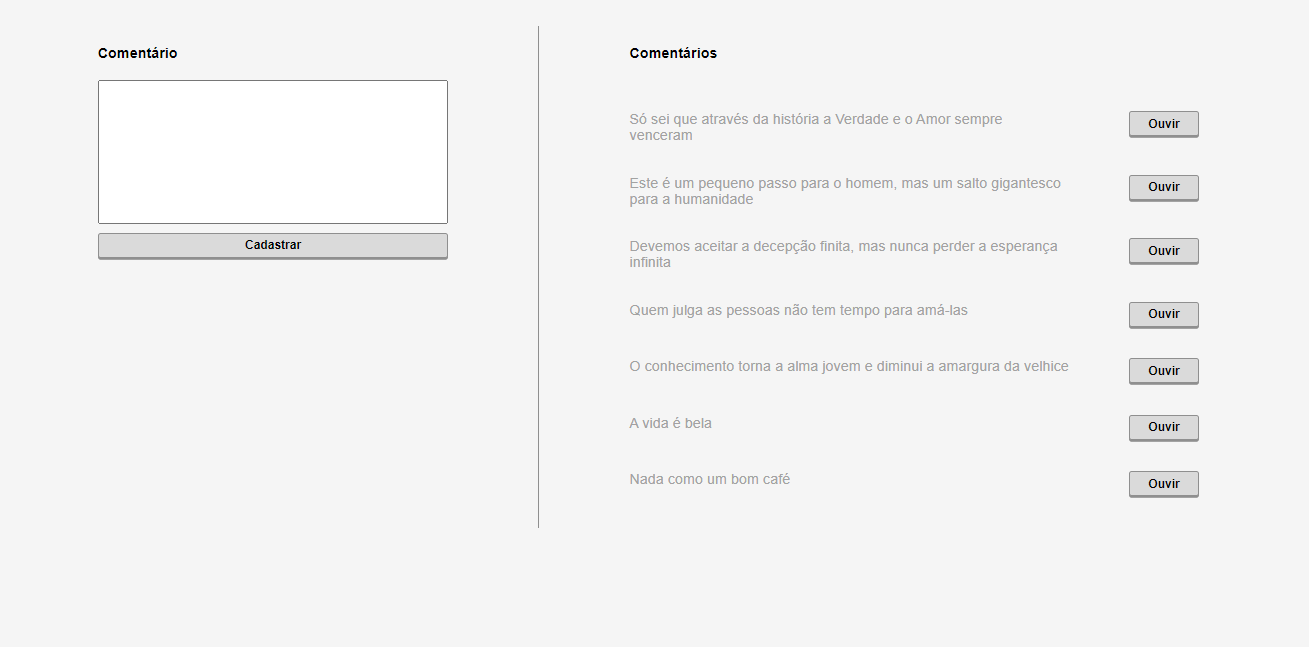 Comentário
Cadastrar
Comentários
Só sei que através da história a Verdade e o Amor sempre
venceram
Ouvir
Este é um pequeno passo para o homem, mas um salto gigantesco
para a humanidade
Ouvir
Devemos aceitar a decepção finita, mas nunca perder a esperança
infinita
Ouvir
Quem julga as pessoas não tem tempo para amá-las
Ouvir
O conhecimento torna a alma jovem e diminui a amargura da velhice
Ouvir
A vida é bela
Ouvir
Nada como um bom café
Ouvir